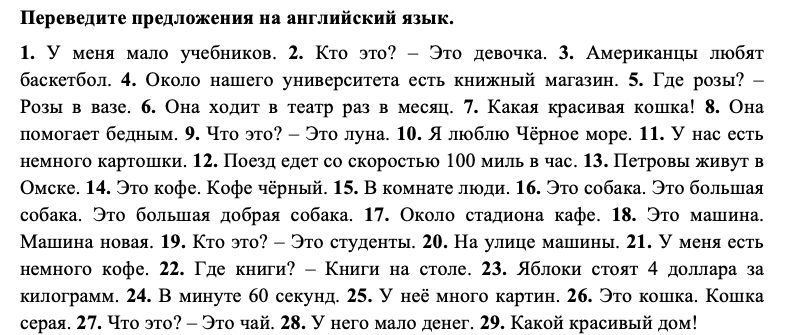 Переведите предложения на английский язык.
1. У меня мало учебников. 2. Кто это? – Это девочка. 3. Американцы любят
баскетбол. 4. Около нашего университета есть книжный магазин. 5. Где розы? –
Розы в вазе. 6. Она ходит в театр раз в месяц. 7. Какая красивая кошка! 8. Она
помогает бедным. 9. Что это? – Это луна. 10. Я люблю Чёрное море. 11. У нас есть
немного картошки. 12. Поезд едет со скоростью 100 миль в час. 13. Петровы живут в
Омске. 14. Это кофе. Кофе чёрный. 15. В комнате люди. 16. Это собака. Это большая
собака. Это большая добрая собака. 17. Около стадиона кафе. 18. Это машина.
Машина новая. 19. Кто это? – Это студенты. 20. На улице машины. 21. У меня есть
немного кофе. 22. Где книги? – Книги на столе. 23. Яблоки стоят 4 доллара за
килограмм. 24. В минуте 60 секунд. 25. У неё много картин. 26. Это кошка. Кошка
серая. 27. Что это? – Это чай. 28. У него мало денег. 29. Какой красивый дом!